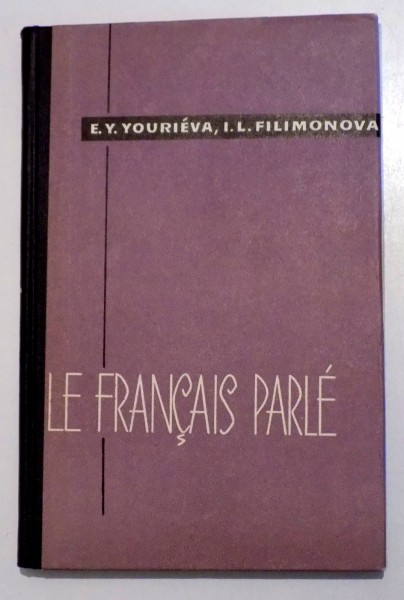 E. Y. YOURIÉVA, I. L. FILIMONOVA
LE FRANÇAIS PARLÉ